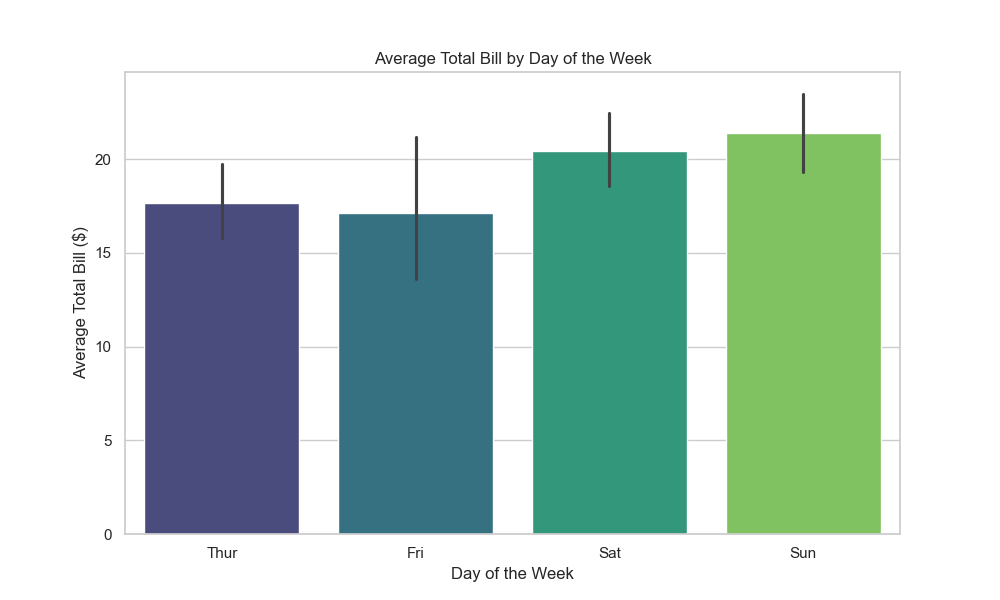 Average Total Bill by Day of the Week
Average Total Bill ($)
20
15
10
5
0
Thur Fri Sat Sun
Day of the Week